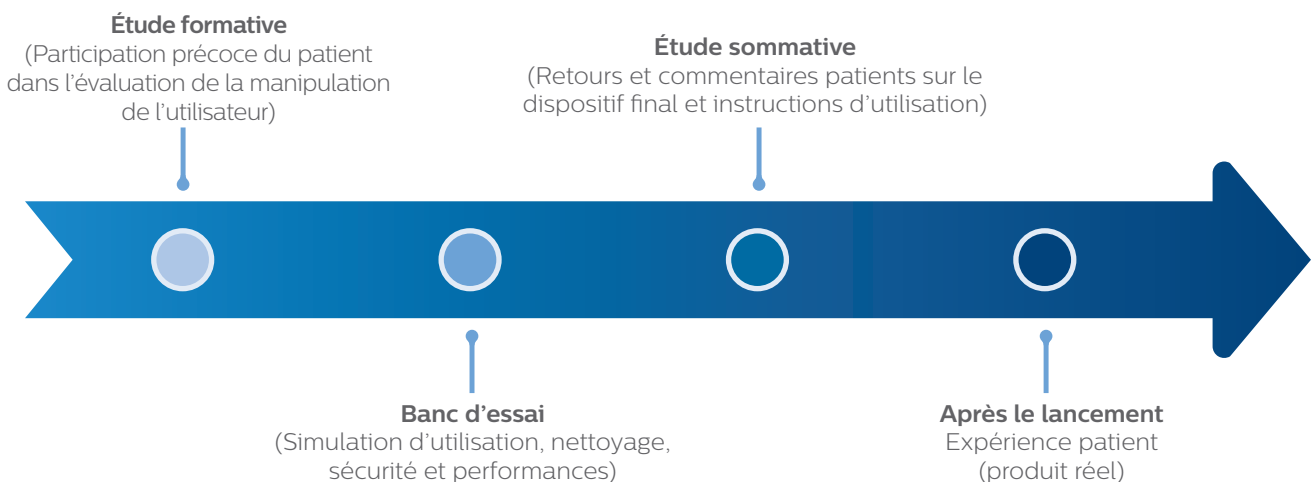 Étude formative
(Participation précoce du patient
dans l’évaluation de la manipulation
de l’utilisateur)
Banc d’essai
(Simulation d’utilisation, nettoyage,
sécurité et performances)
Étude sommative
(Retours et commentaires patients sur le
dispositif final et instructions d’utilisation)
Après le lancement
Expérience patient
(produit réel)